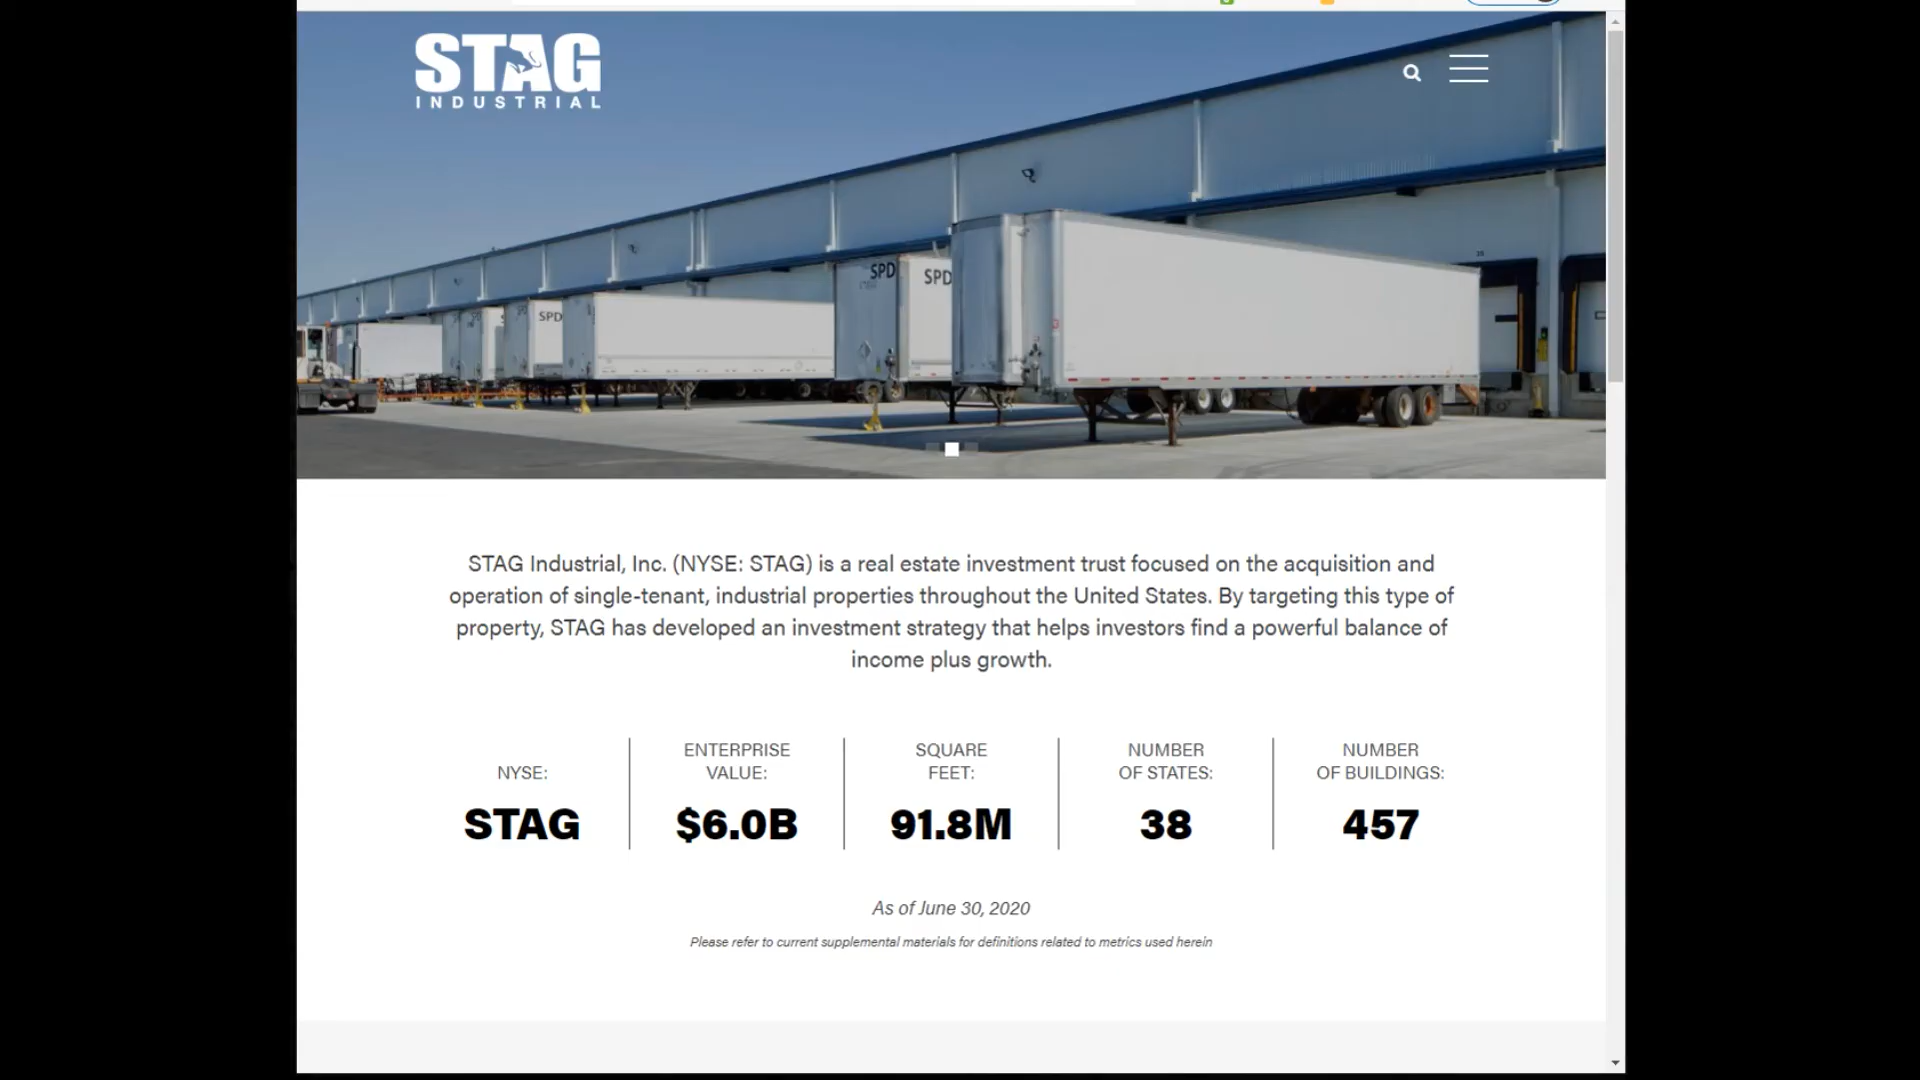 STAG
INDUSTRIAL
SPD
SPD
SPD
STAG Industrial, Inc. (NYSE: STAG) is a real estate investment trust focused on the acquisition and
operation of single-tenant, industrial properties throughout the United States. By targeting this type of
property, STAG has developed an investment strategy that helps investors find a powerful balance of
income plus growth.
NYSE:
STAG
ENTERPRISE
VALUE:
$6.0B
SQUARE
FEET:
91.8M
NUMBER
OF STATES:
38
NUMBER
OF BUILDINGS:
457
As of June 30, 2020
Please refer to current supplemental materials for definitions related to metrics used herein